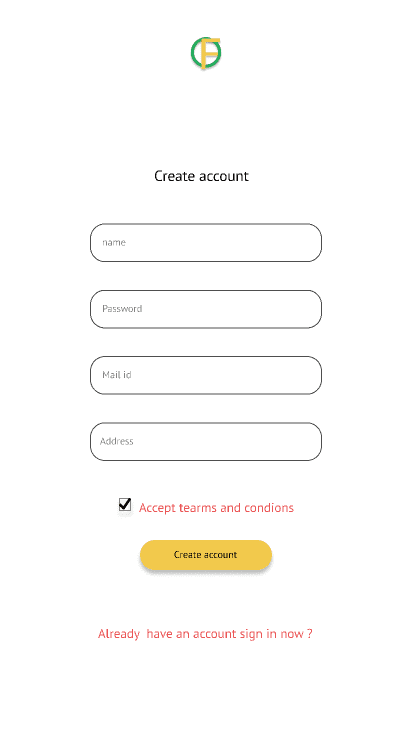 Create account
name
Password
Mail id
Address
Accept tearms and condions
Create account
Already have an account sign in now ?